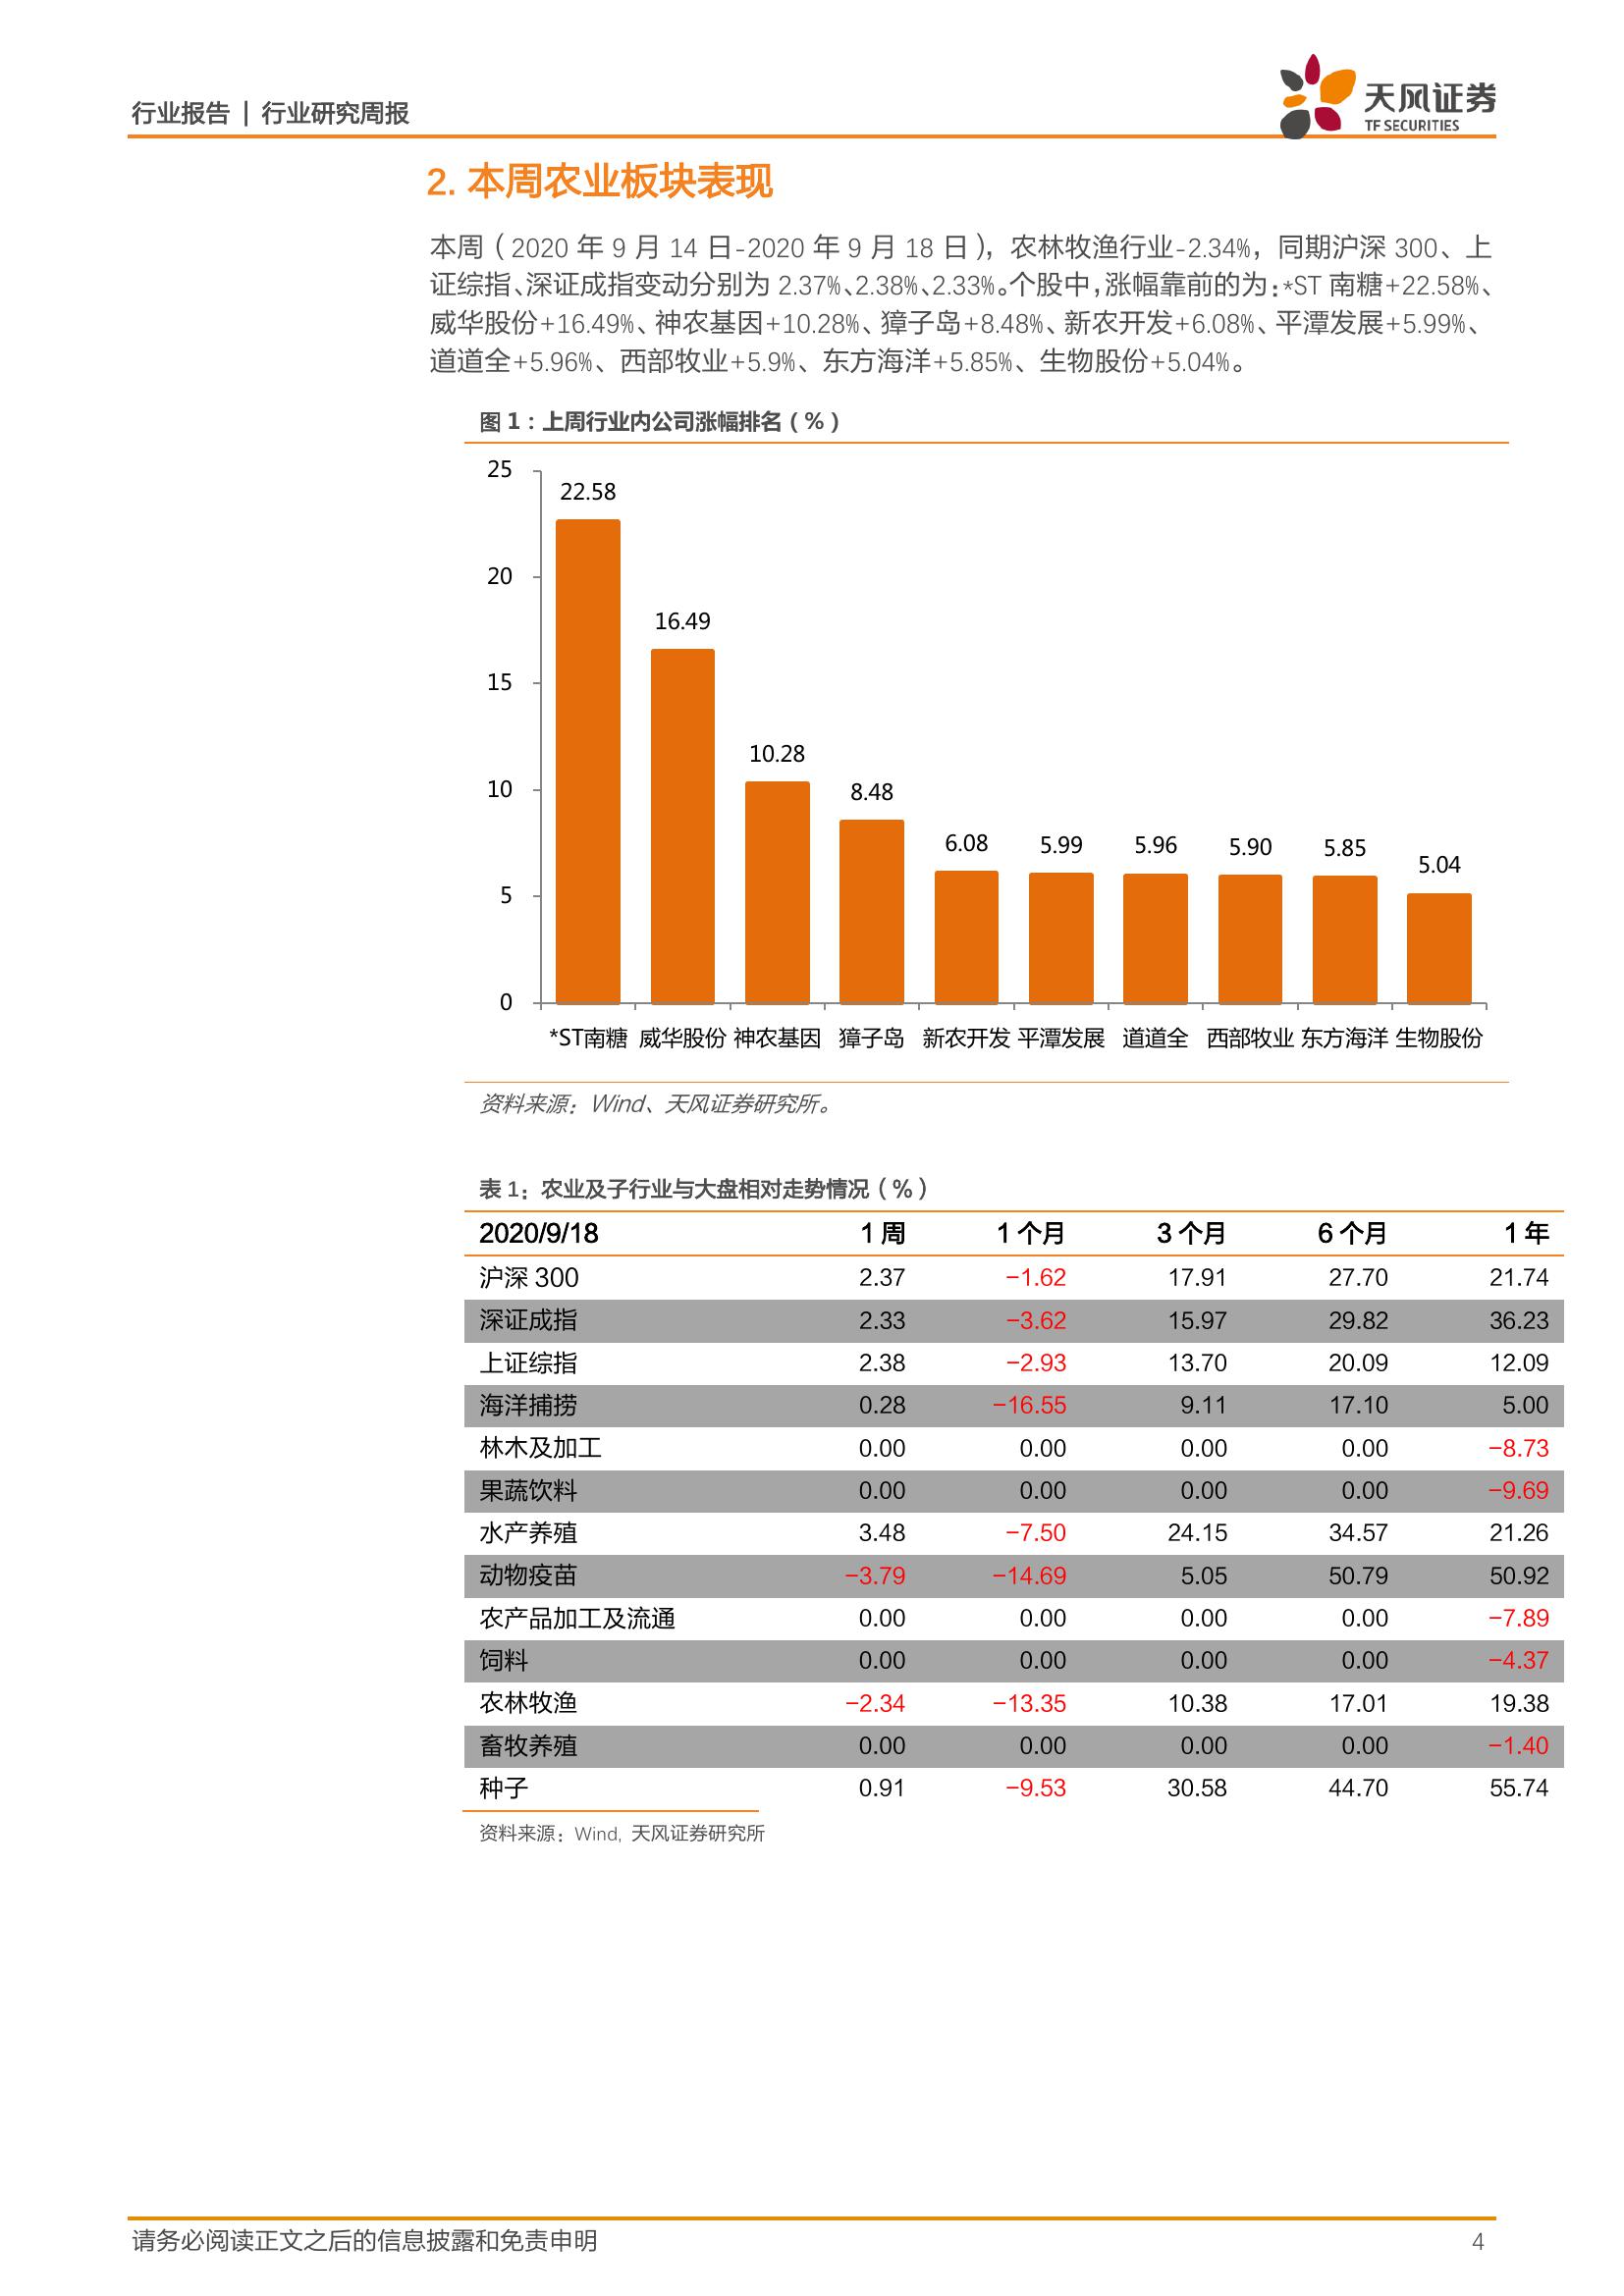 行业报告 | 行业研究周报
天风证券
TF SECURITIES
2. 本周农业板块表现
本周（2020 年 9 月 14 日-2020 年 9 月 18 日），农林牧渔行业-2.34%，同期沪深 300、上
证综指、深证成指变动分别为 2.37%、2.38%、2.33%。个股中，涨幅靠前的为：*ST 南糖+22.58%、
威华股份+16.49%、神农基因+10.28%、獐子岛+8.48%、新农开发+6.08%、平潭发展+5.99%、
道道全+5.96%、西部牧业+5.9%、东方海洋+5.85%、生物股份+5.04%。
图 1：上周行业内公司涨幅排名（%）
25
20
15
10
5
0
22.58
16.49
10.28
8.48
6.08
5.99
5.96
5.90
5.85
5.04
*ST南糖 威华股份 神农基因 獐子岛 新农开发 平潭发展 道道全 西部牧业 东方海洋 生物股份
资料来源：Wind、天风证券研究所。
表 1：农业及子行业与大盘相对走势情况（%）
2020/9/18 1 周 1 个月 3 个月 6 个月 1 年
沪深 300 2.37 -1.62 17.91 27.70 21.74
深证成指 2.33 -3.62 15.97 29.82 36.23
上证综指 2.38 -2.93 13.70 20.09 12.09
海洋捕捞 0.28 -16.55 9.11 17.10 5.00
林木及加工 0.00 0.00 0.00 0.00 -8.73
果蔬饮料 0.00 0.00 0.00 0.00 -9.69
水产养殖 3.48 -7.50 24.15 34.57 21.26
动物疫苗 -3.79 -14.69 5.05 50.79 50.92
农产品加工及流通 0.00 0.00 0.00 0.00 -7.89
饲料 0.00 0.00 0.00 0.00 -4.37
农林牧渔 -2.34 -13.35 10.38 17.01 19.38
畜牧养殖 0.00 0.00 0.00 0.00 -1.40
种子 0.91 -9.53 30.58 44.70 55.74
资料来源：Wind, 天风证券研究所
请务必阅读正文之后的信息披露和免责申明 4